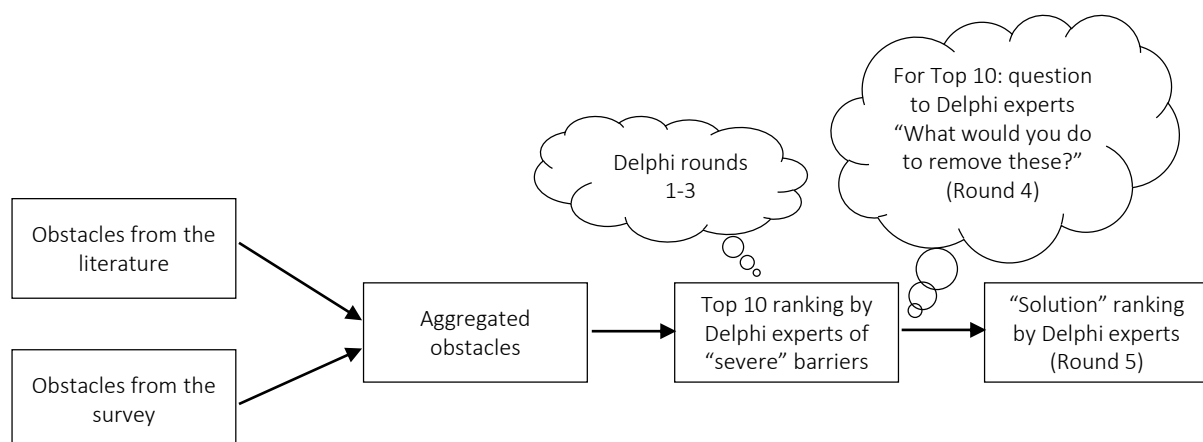 For Top 10: question
to Delphi experts
“What would you do
to remove these?”
(Round 4)
Delphi rounds
1-3
Obstacles from the
literature
Obstacles from the
survey
Aggregated
obstacles
Top 10 ranking by
Delphi experts of
“severe” barriers
“Solution” ranking
by Delphi experts
(Round 5)